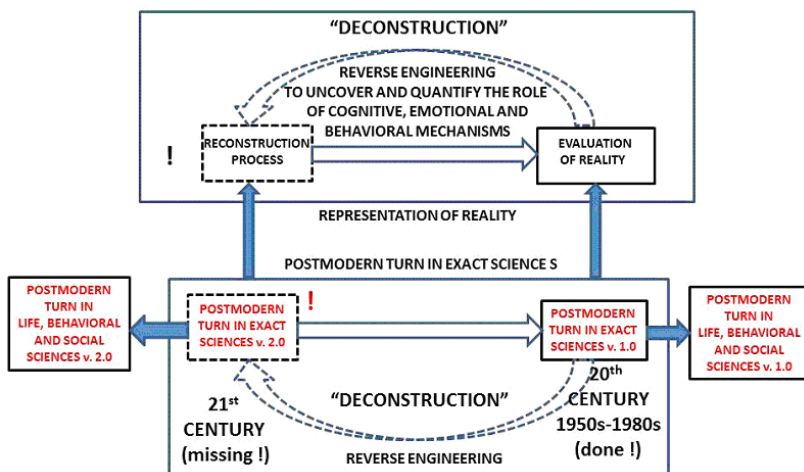 “DECONSTRUCTION”
REVERSE ENGINEERING
TO UNCOVER AND QUANTIFY THE ROLE
OF COGNITIVE, EMOTIONAL AND
BEHAVIORAL MECHANISMS
!
RECONSTRUCTION
PROCESS
EVALUATION
OF REALITY
REPRESENTATION OF REALITY
POSTMODERN TURN IN EXACT SCIENCE S
POSTMODERN
TURN IN
LIFE, BEHAVIORAL
AND SOCIAL
SCIENCES v. 2.0
POSTMODERN
TURN IN EXACT
SCIENCES v. 2.0
!
POSTMODERN
TURN IN EXACT
SCIENCES v. 1.0
POSTMODERN
TURN IN
LIFE, BEHAVIORAL
AND SOCIAL
SCIENCES v. 1.0
21st
CENTURY
(missing !)
“DECONSTRUCTION”
20th
CENTURY
1950s-1980s
(done !)
REVERSE ENGINEERING